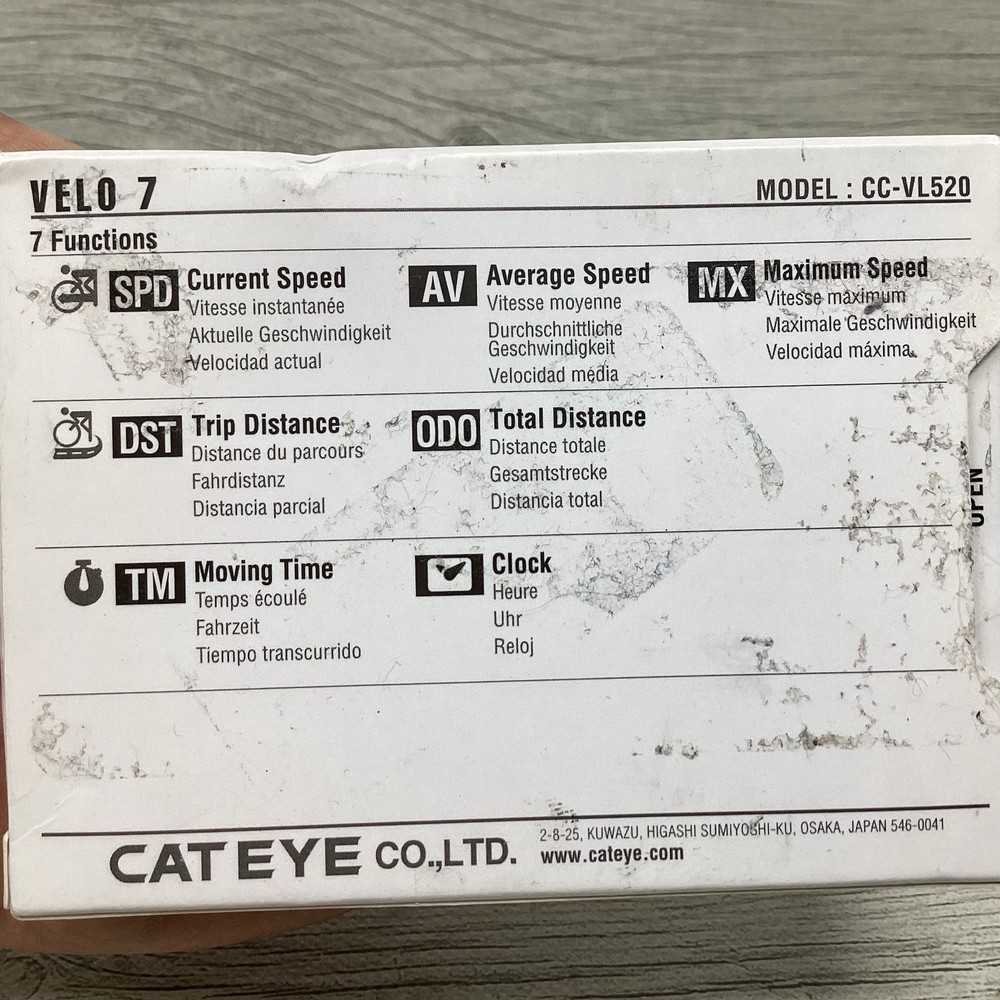 VELO 7
MODEL : CC-VL520
7 Functions
SPD
Current Speed
Vitesse instantanée
Aktuelle Geschwindigkeit
Velocidad actual
AV
Average Speed
Vitesse moyenne
Durchschnittliche
Geschwindigkeit
Velocidad média
MX
Maximum Speed
Vitesse maximum
Maximale Geschwindigkeit
Velocidad máxima
DST
Trip Distance
Distance du parcours
Fahrdistanz
Distancia parcial
ODO
Total Distance
Distance totale
Gesamtstrecke
Distancia total
OPEN
TM
Moving Time
Temps écoulé
Fahrzeit
Tiempo transcurrido
Clock
Heure
Uhr
Reloj
CATEYE CO.,LTD.
2-8-25, KUWAZU, HIGASHI SUMIYOSHI-KU, OSAKA, JAPAN 546-0041
www.cateye.com